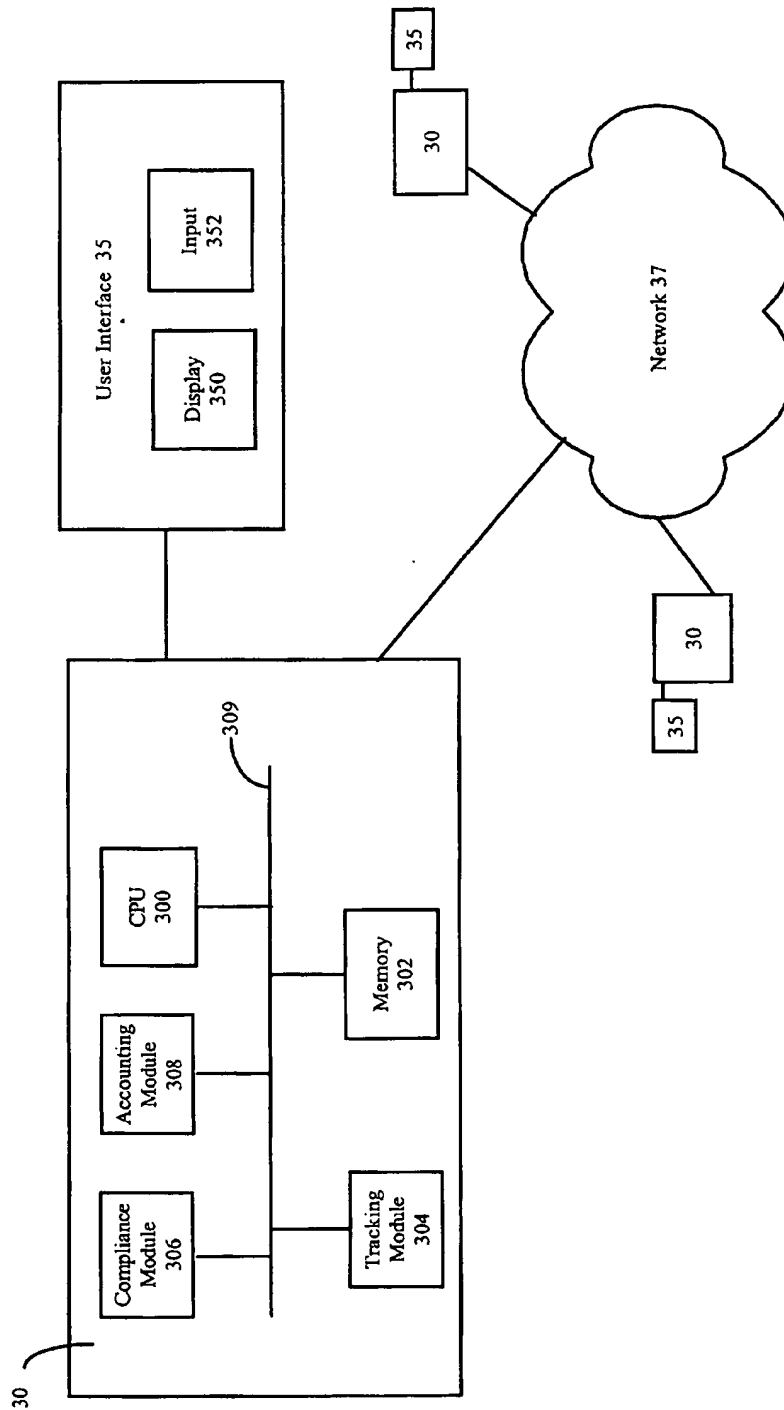 30
Compliance
Module
306
Accounting
Module
308
CPU
300
309
Tracking
Module
304
Memory
302
User Interface 35
Display
350
Input
352
Network 37
35
30
30
35